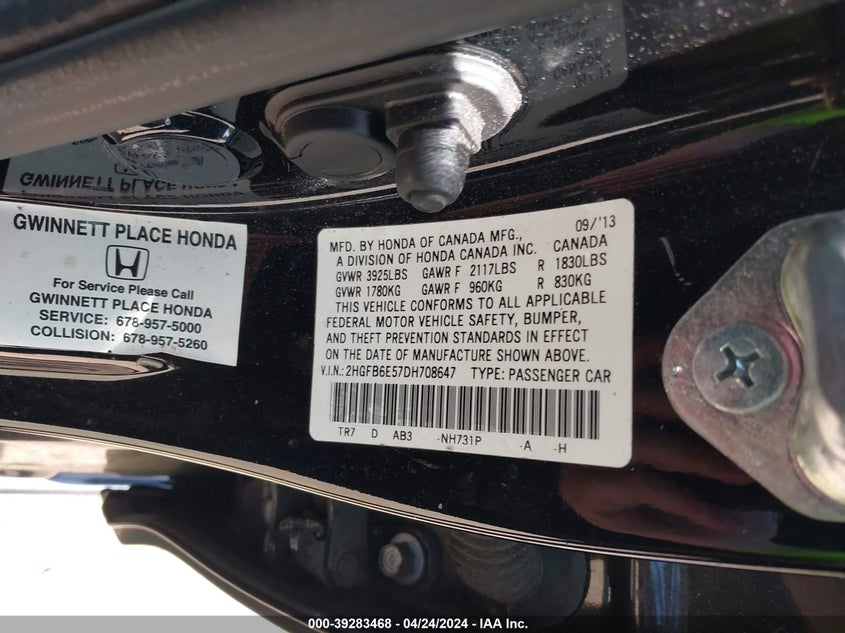 GWINNETT PLACE HONDA
GWINNETT PLACE HONDA
For Service Please Call
GWINNETT PLACE HONDA
SERVICE: 678-957-5000
COLLISION: 678-957-5260
09/'13
MFD. BY HONDA OF CANADA MFG.,
A DIVISION OF HONDA CANADA INC. CANADA
GVWR 3925LBS GAWR F 2117LBS R 1830LBS
GVWR 1780KG GAWR F 960KG R 830KG
THIS VEHICLE CONFORMS TO ALL APPLICABLE
FEDERAL MOTOR VEHICLE SAFETY, BUMPER,
AND THEFT PREVENTION STANDARDS IN EFFECT
ON THE DATE OF MANUFACTURE SHOWN ABOVE.
V.I.N.: 2HGFB6E57DH708647 TYPE: PASSENGER CAR
TR7 D AB3 -NH731P -A -H
000-39283468 - 04/24/2024 - IAA Inc.